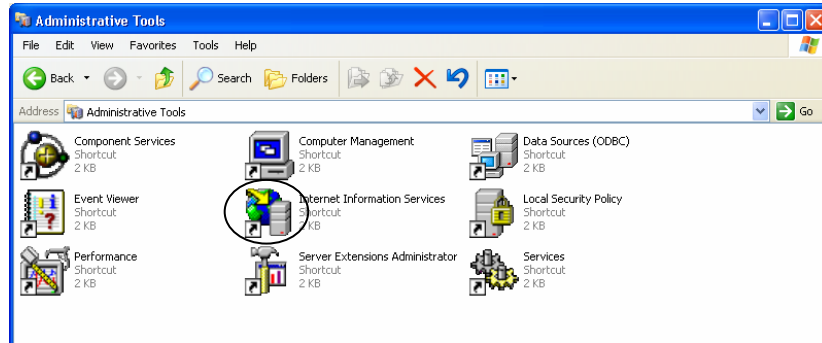 Administrative Tools
File Edit View Favorites Tools Help
Back Search Folders
Address Administrative Tools Go
Component Services
Shortcut
2 KB
Computer Management
Shortcut
2 KB
Data Sources (ODBC)
Shortcut
2 KB
Event Viewer
Shortcut
2 KB
Internet Information Services
Shortcut
2 KB
Local Security Policy
Shortcut
2 KB
Performance
Shortcut
2 KB
Server Extensions Administrator
Shortcut
2 KB
Services
Shortcut
2 KB